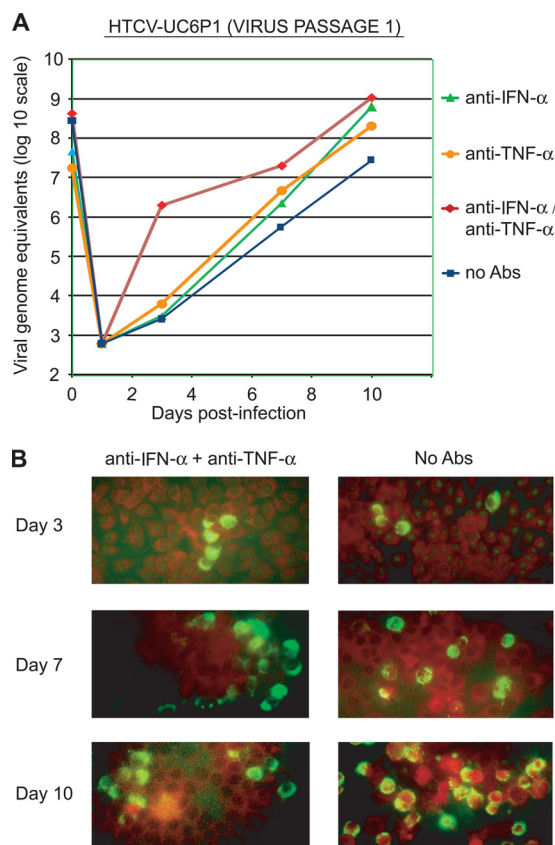 A
HTCV-UC6P1 (VIRUS PASSAGE 1)
Viral genome equivalents (log 10 scale)
10
9
8
7
6
5
4
3
2
0
2
4
6
8
10
Days post-infection
anti-IFN-α
anti-TNF-α
anti-IFN-α /
anti-TNF-α
no Abs
B
anti-IFN-α + anti-TNF-α
No Abs
Day 3
Day 7
Day 10